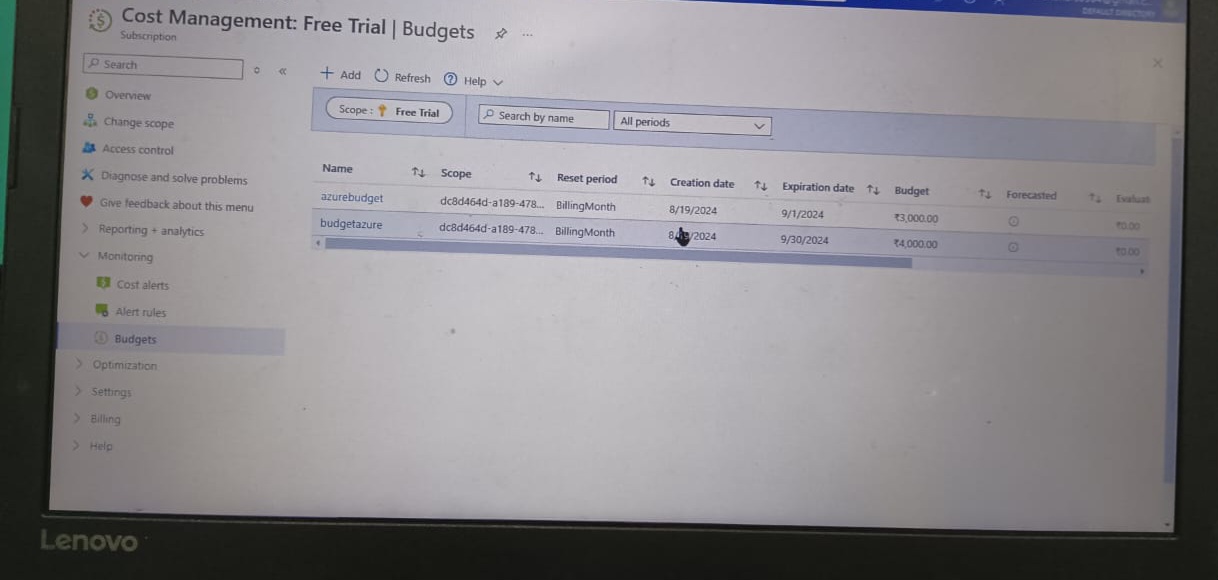 Cost Management: Free Trial | Budgets ...
Subscription
DEFAULT DIRECTORY
Search
«
Add Refresh Help
Overview
Change scope
Access control
Diagnose and solve problems
Give feedback about this menu
Reporting + analytics
Monitoring
Cost alerts
Alert rules
Budgets
Optimization
Settings
Billing
Help
Scope : Free Trial Search by name All periods
Name Scope Reset period Creation date Expiration date Budget Forecasted Evaluati
azurebudget dc8d464d-a189-478... BillingMonth 8/19/2024 9/1/2024 ₹3,000.00 ₹0.00
budgetazure dc8d464d-a189-478... BillingMonth 9/30/2024 ₹4,000.00 ₹0.00
Lenovo